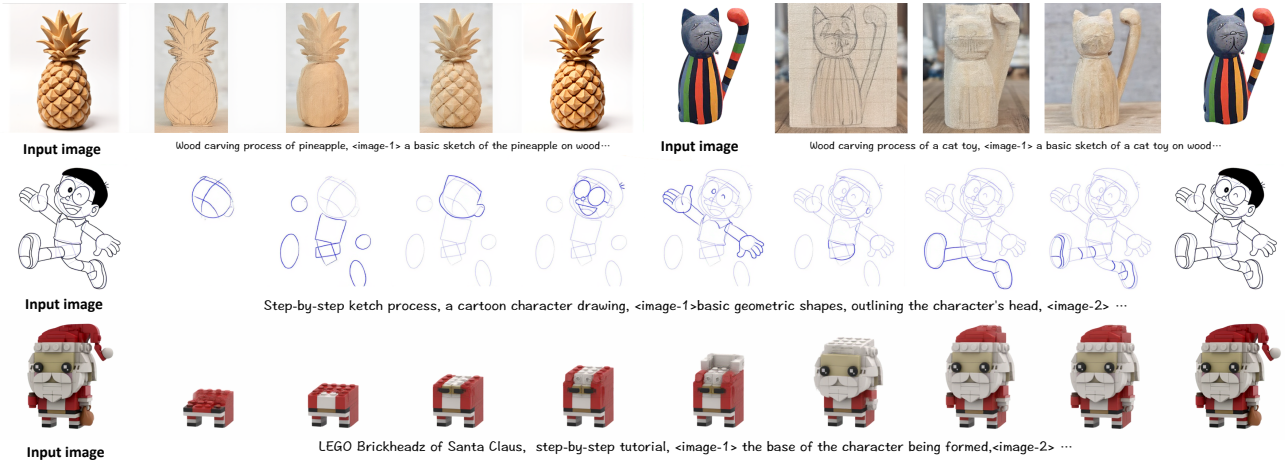 Input image
Wood carving process of pineapple, <image-1> a basic sketch of the pineapple on wood...
Input image
Wood carving process of a cat toy, <image-1> a basic sketch of a cat toy on wood...
Input image
Step-by-step ketch process, a cartoon character drawing, <image-1>basic geometric shapes, outlining the character's head, <image-2> ...
Input image
LEGO Brickheadz of Santa Claus, step-by-step tutorial, <image-1> the base of the character being formed,<image-2> ...